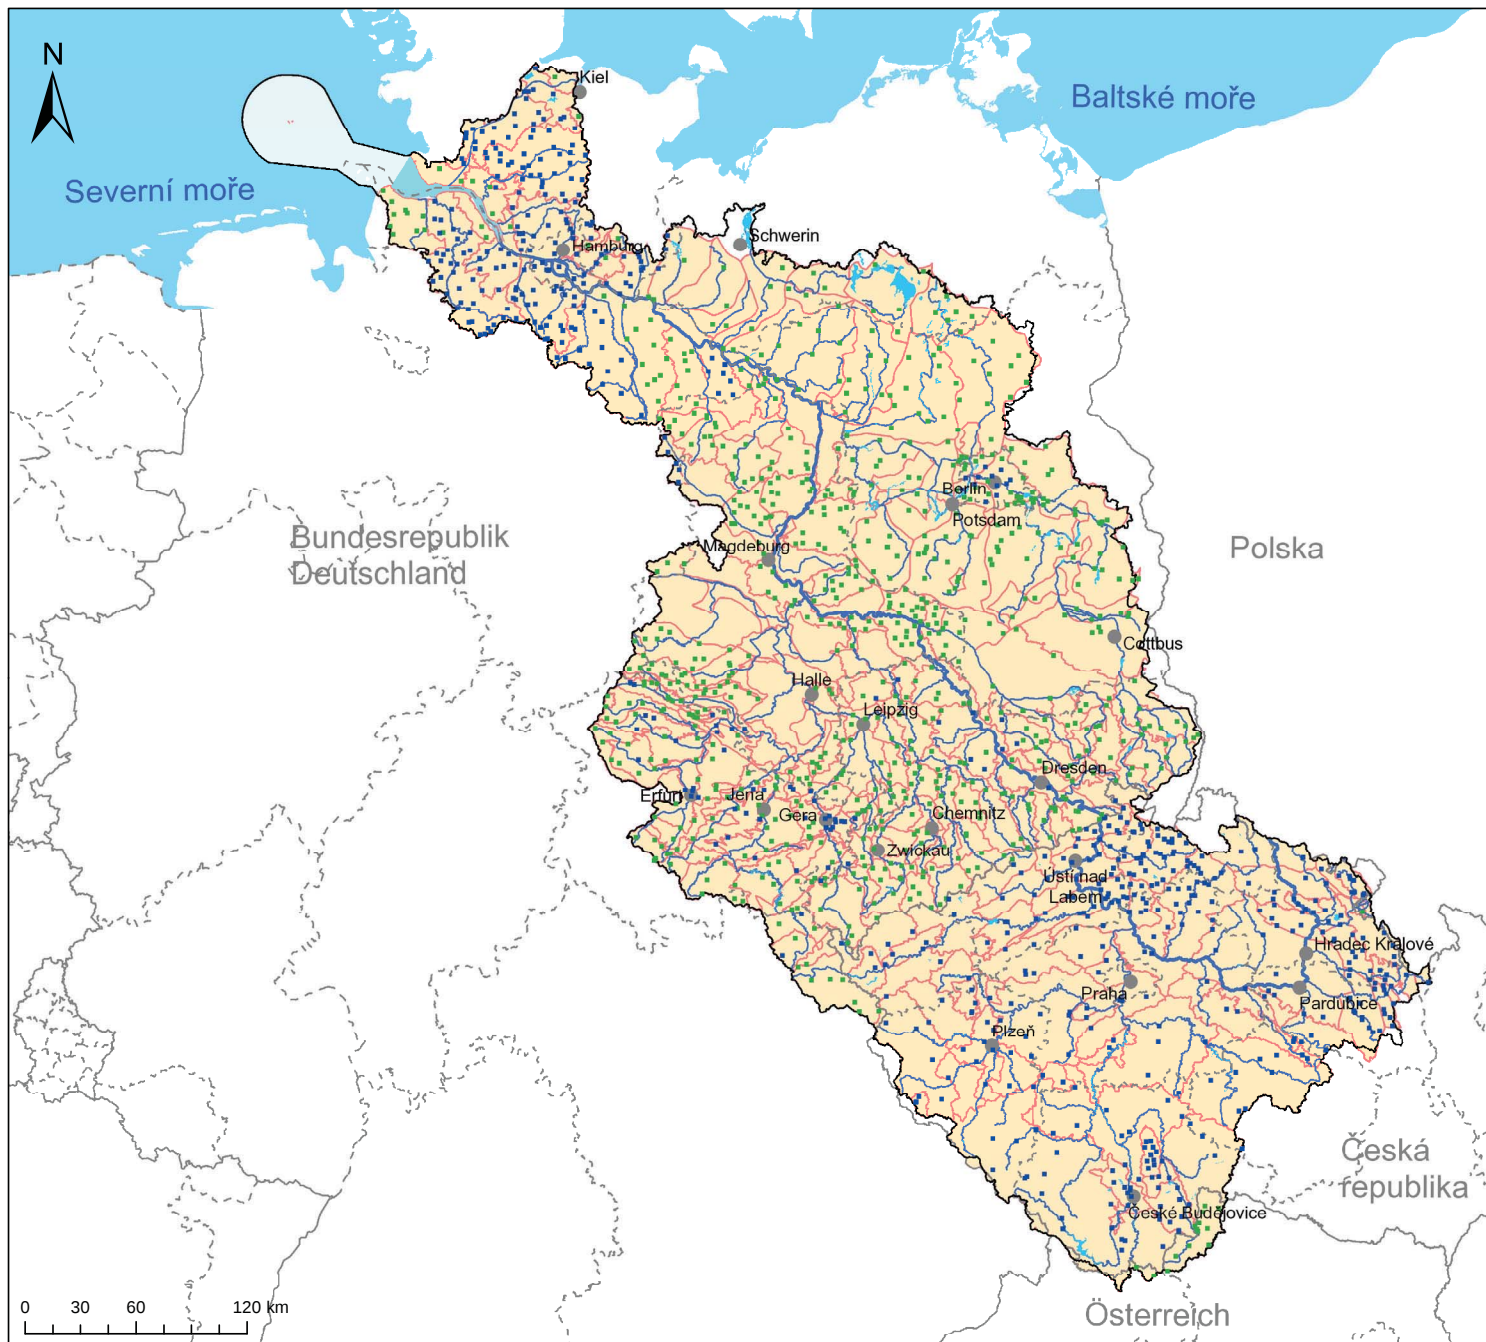 N
Kiel
Baltské moře
Severní moře
Schwerin
Hamburg
Berlin
Potsdam
Bundesrepublik
Deutschland
Magdeburg
Polska
Cottbus
Halle
Leipzig
Dresden
Erfurt
Jena
Gera
Chemnitz
Zwickau
Ústí nad
Labem
Hradec Králové
Praha
Pardubice
Plzeň
Česká
republika
České Budějovice
0 30 60 120 km
Österreich